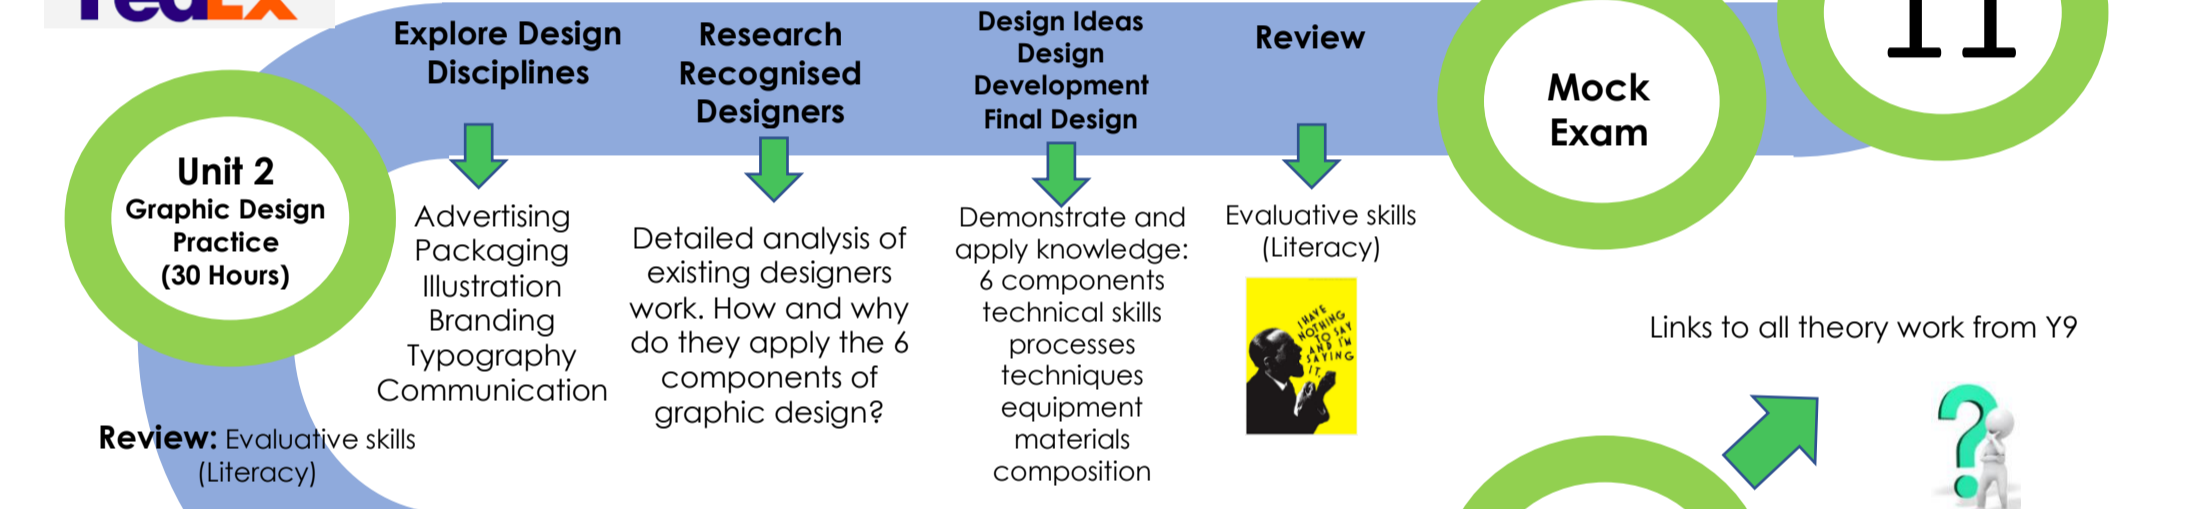 FedEx
Explore Design
Disciplines
Research
Recognised
Designers
Design Ideas
Design
Development
Final Design
Review
Mock
Exam
11
Unit 2
Graphic Design
Practice
(30 Hours)
Advertising
Packaging
Illustration
Branding
Typography
Communication
Detailed analysis of
existing designers
work. How and why
do they apply the 6
components of
graphic design?
Demonstrate and
apply knowledge:
6 components
technical skills
processes
techniques
equipment
materials
composition
Evaluative skills
(Literacy)
I HAVE
NOTHING
TO SAY
AND I'M
SAYING
IT.
Links to all theory work from Y9
Review: Evaluative skills
(Literacy)
?